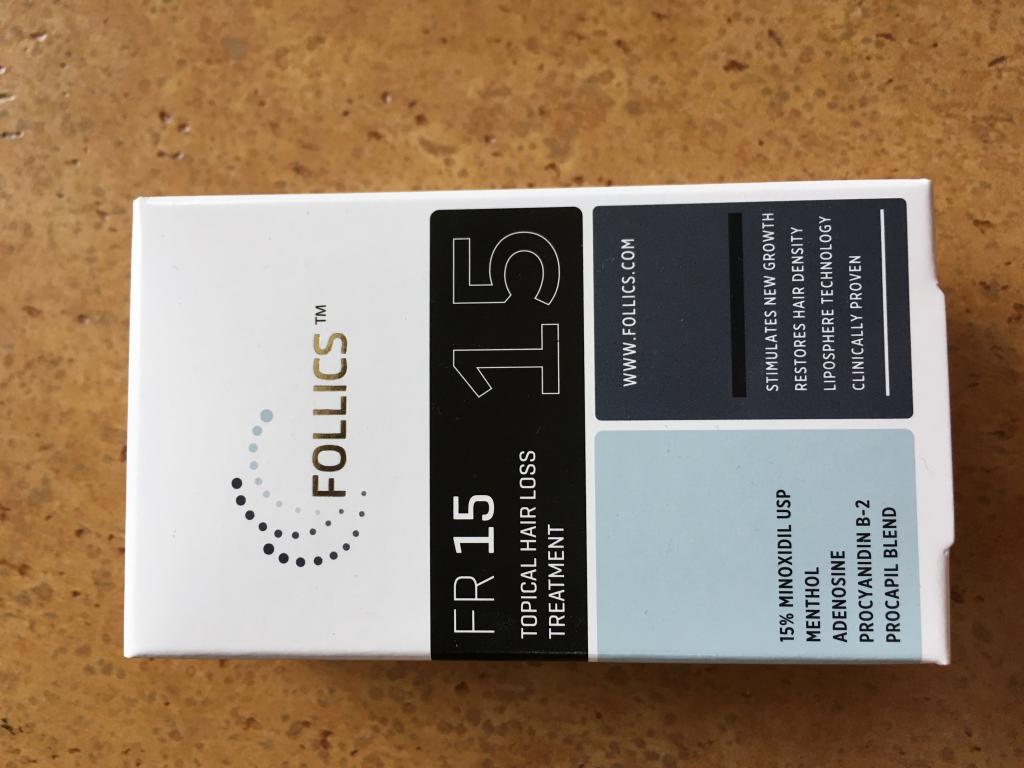 FOLLICS™
FR 15
TOPICAL HAIR LOSS
TREATMENT
15
15% MINOXIDIL USP
MENTHOL
ADENOSINE
PROCYANIDIN B-2
PROCAPIL BLEND
WWW.FOLLICS.COM
STIMULATES NEW GROWTH
RESTORES HAIR DENSITY
LIPOSPHERE TECHNOLOGY
CLINICALLY PROVEN